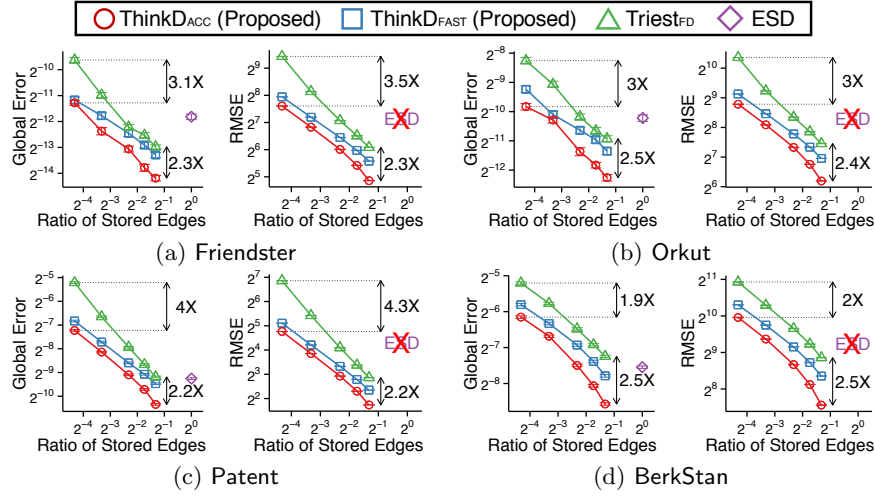 ThinkD_ACC (Proposed) ThinkD_FAST (Proposed) Triest_FD ESD
Global Error
2^-10
2^-11
2^-12
2^-13
2^-14
3.1X
2.3X
2^-4 2^-3 2^-2 2^-1 2^0
Ratio of Stored Edges
RMSE
2^9
2^8
2^7
2^6
2^5
3.5X
ESD
X
2.3X
2^-4 2^-3 2^-2 2^-1 2^0
Ratio of Stored Edges
(a) Friendster
Global Error
2^-8
2^-9
2^-10
2^-11
2^-12
3X
2.5X
2^-4 2^-3 2^-2 2^-1 2^0
Ratio of Stored Edges
RMSE
2^10
2^9
2^8
2^7
2^6
3X
ESD
X
2.4X
2^-4 2^-3 2^-2 2^-1 2^0
Ratio of Stored Edges
(b) Orkut
Global Error
2^-5
2^-6
2^-7
2^-8
2^-9
2^-10
4X
2.2X
2^-4 2^-3 2^-2 2^-1 2^0
Ratio of Stored Edges
RMSE
2^7
2^6
2^5
2^4
2^3
2^2
4.3X
ESD
X
2.2X
2^-4 2^-3 2^-2 2^-1 2^0
Ratio of Stored Edges
(c) Patent
Global Error
2^-5
2^-6
2^-7
2^-8
1.9X
2.5X
2^-4 2^-3 2^-2 2^-1 2^0
Ratio of Stored Edges
RMSE
2^11
2^10
2^9
2^8
2X
ESD
X
2.5X
2^-4 2^-3 2^-2 2^-1 2^0
Ratio of Stored Edges
(d) BerkStan